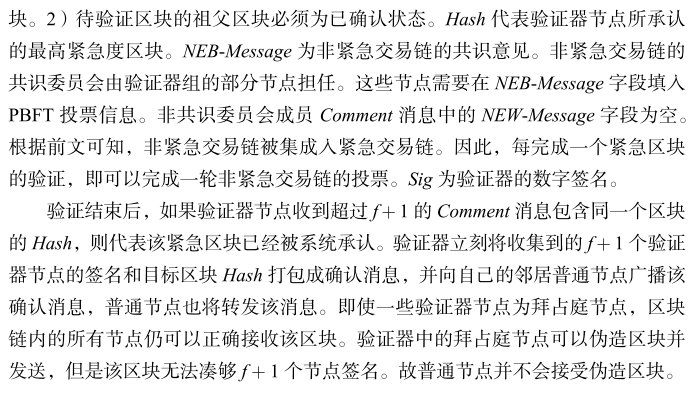 块。2）待验证区块的祖父区块必须为已确认状态。Hash 代表验证器节点所承认
的最高紧急度区块。NEB-Message 为非紧急交易链的共识意见。非紧急交易链的
共识委员会由验证器组的部分节点担任。这些节点需要在 NEB-Message 字段填入
PBFT 投票信息。非共识委员会成员 Comment 消息中的 NEW-Message 字段为空。
根据前文可知，非紧急交易链被集成入紧急交易链。因此，每完成一个紧急区块
的验证，即可以完成一轮非紧急交易链的投票。Sig 为验证器的数字签名。
验证结束后，如果验证器节点收到超过 f + 1 的 Comment 消息包含同一个区块
的 Hash，则代表该紧急区块已经被系统承认。验证器立刻将收集到的 f + 1 个验证
器节点的签名和目标区块 Hash 打包成确认消息，并向自己的邻居普通节点广播该
确认消息，普通节点也将转发该消息。即使一些验证器节点为拜占庭节点，区块
链内的所有节点仍可以正确接收该区块。验证器中的拜占庭节点可以伪造区块并
发送，但是该区块无法凑够 f + 1 个节点签名。故普通节点并不会接受伪造区块。